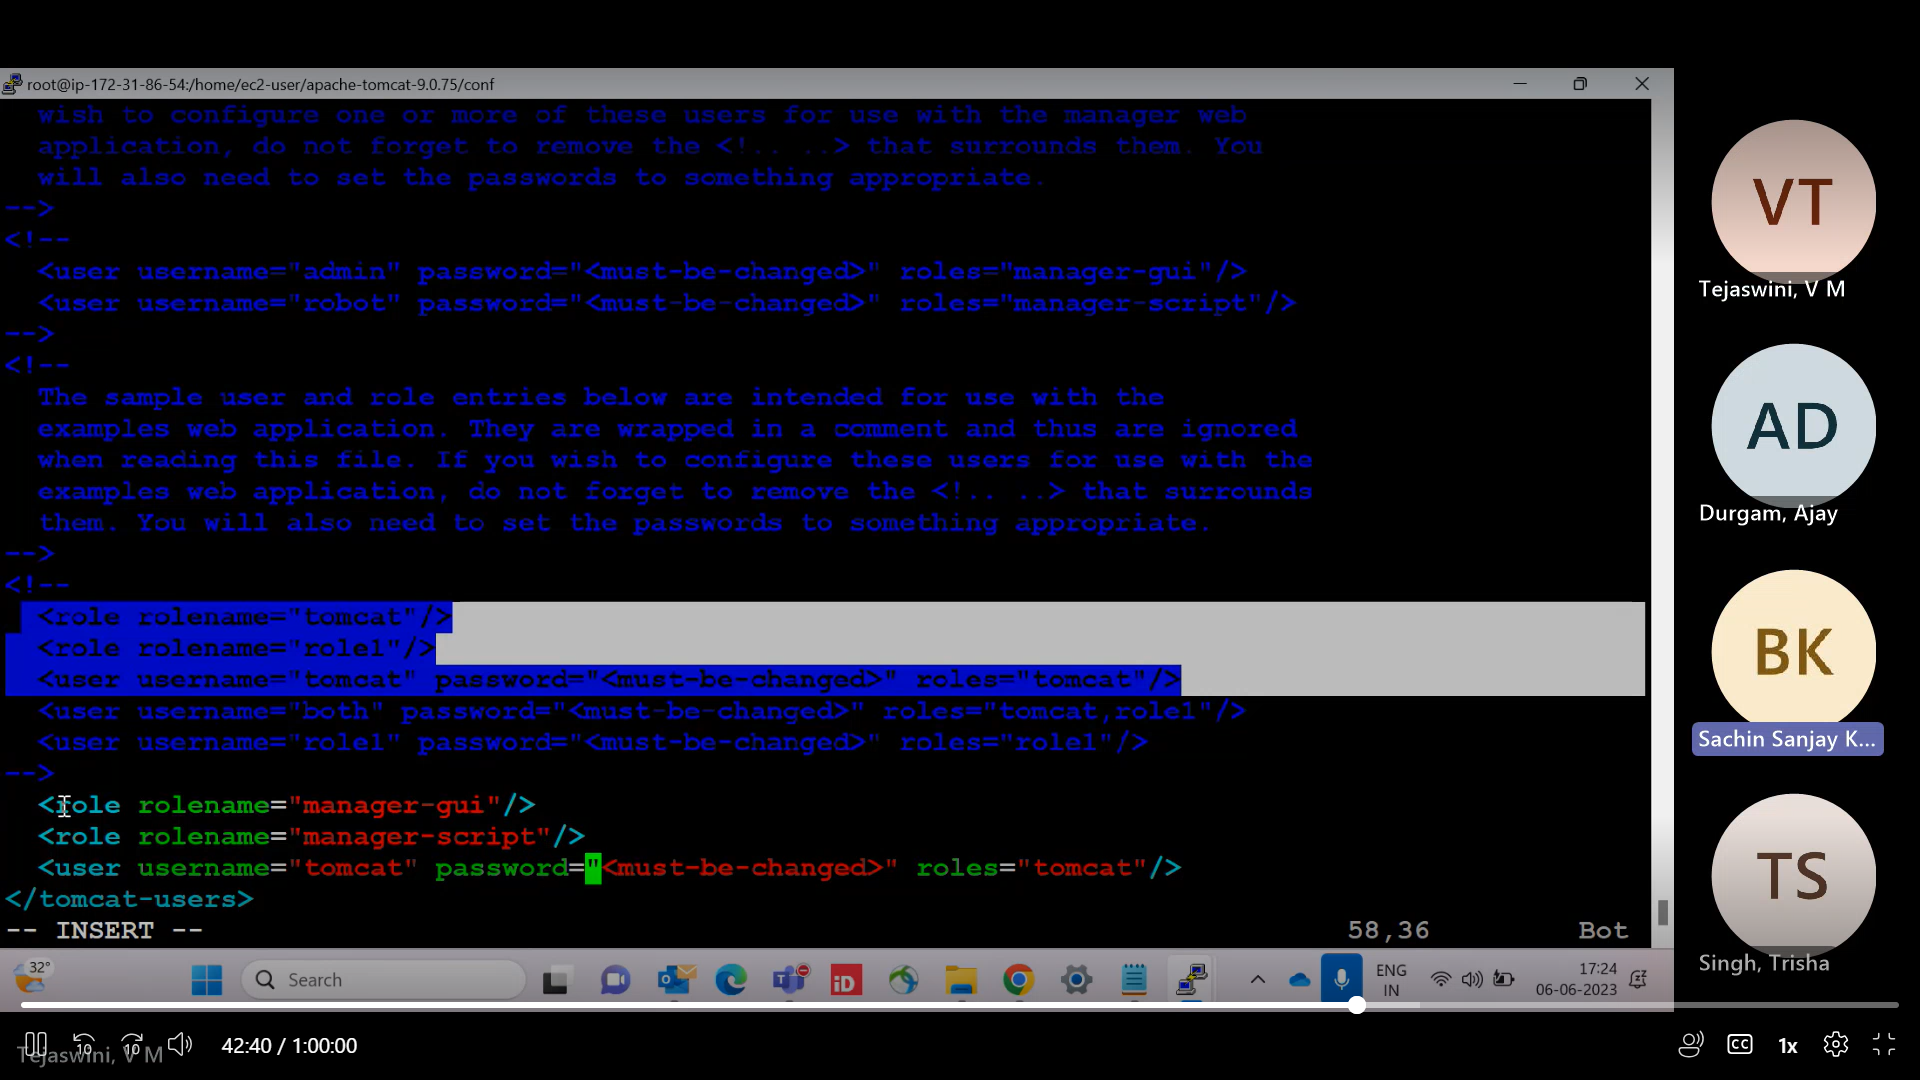 root@ip-172-31-86-54:/home/ec2-user/apache-tomcat-9.0.75/conf
wish to configure one or more of these users for use with the manager web
application, do not forget to remove the <!.. ..> that surrounds them. You
will also need to set the passwords to something appropriate.
-->
<!--
<user username="admin" password="<must-be-changed>" roles="manager-gui"/>
<user username="robot" password="<must-be-changed>" roles="manager-script"/>
-->
<!--
The sample user and role entries below are intended for use with the
examples web application. They are wrapped in a comment and thus are ignored
when reading this file. If you wish to configure these users for use with the
examples web application, do not forget to remove the <!.. ..> that surrounds
them. You will also need to set the passwords to something appropriate.
-->
<!--
<role rolename="tomcat"/>
<role rolename="role1"/>
<user username="tomcat" password="<must-be-changed>" roles="tomcat"/>
<user username="both" password="<must-be-changed>" roles="tomcat,role1"/>
<user username="role1" password="<must-be-changed>" roles="role1"/>
-->
<role rolename="manager-gui"/>
<role rolename="manager-script"/>
<user username="tomcat" password="<must-be-changed>" roles="tomcat"/>
</tomcat-users>
-- INSERT -- 58,36 Bot
VT
Tejaswini, V M
AD
Durgam, Ajay
BK
Sachin Sanjay K...
TS
Singh, Trisha
32°
Search
iD
ENG
IN
17:24
06-06-2023
Tejaswini, V M
10
10
42:40 / 1:00:00
CC
1x